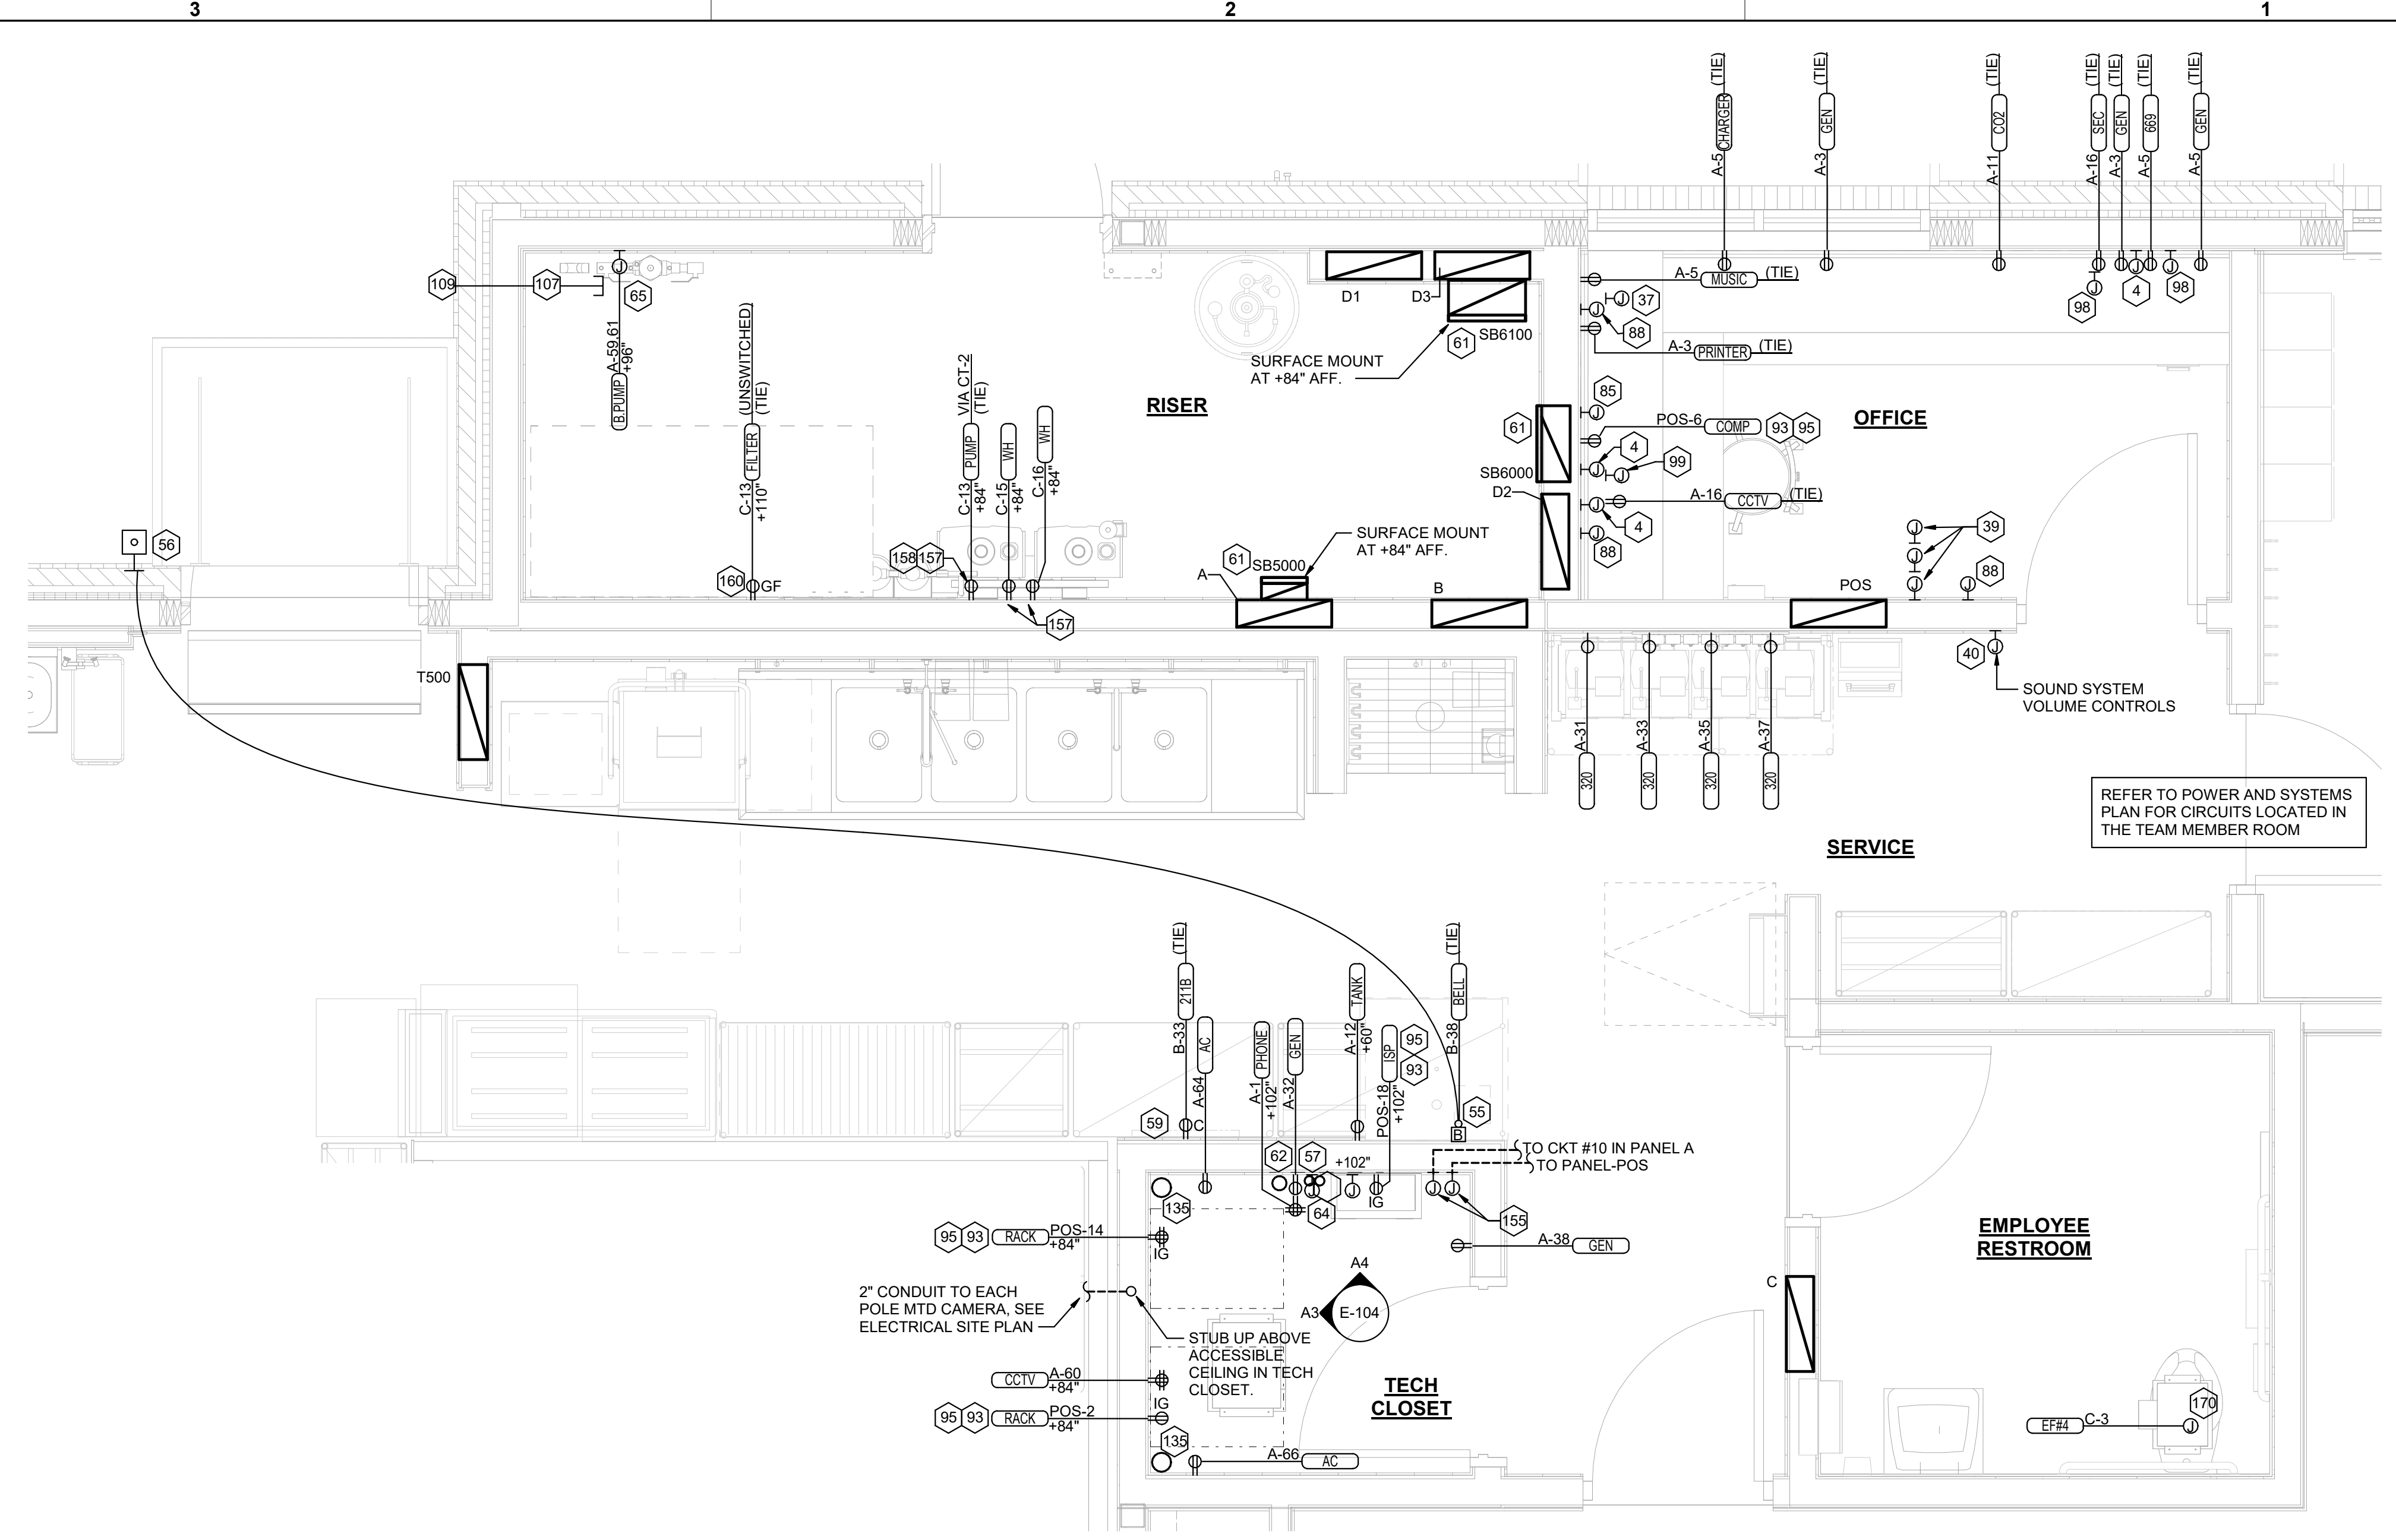 3
2
1
(TIE)
CHARGER
A-5
(TIE)
GEN
A-3
(TIE)
CO2
A-11
(TIE)
SEC
A-16
(TIE)
GEN
A-3
(TIE)
669
A-5
(TIE)
GEN
A-5
109
107
J
65
A-59,61
+96"
B.PUMP
(UNSWITCHED)
(TIE)
FILTER
C-13
+110"
160
GF
VIA CT-2
(TIE)
PUMP
C-13
+84"
WH
C-15
+84"
WH
C-16
+84"
158
157
157
RISER
D1
D3
SB6100
61
SURFACE MOUNT
AT +84" AFF.
61
SB6000
D2
SURFACE MOUNT
AT +84" AFF.
61
SB5000
A
B
A-5
MUSIC
(TIE)
J
37
J
88
A-3
PRINTER
(TIE)
85
J
POS-6
COMP
93
95
4
J
J
99
A-16
CCTV
(TIE)
J
4
J
88
J
98
J
4
J
98
OFFICE
J
J
J
39
J
88
POS
40
J
SOUND SYSTEM
VOLUME CONTROLS
56
T500
A-31
320
A-33
320
A-35
320
A-37
320
REFER TO POWER AND SYSTEMS
PLAN FOR CIRCUITS LOCATED IN
THE TEAM MEMBER ROOM
SERVICE
(TIE)
211B
B-33
59
C
AC
A-64
PHONE
A-1
+102"
GEN
A-32
TANK
A-12
+60"
ISP
POS-18
+102"
95
93
(TIE)
BELL
B-38
55
B
TO CKT #10 IN PANEL A
TO PANEL-POS
62
57
+102"
J
J
IG
J
J
135
64
155
95
93
RACK
POS-14
+84"
IG
A-38
GEN
2" CONDUIT TO EACH
POLE MTD CAMERA, SEE
ELECTRICAL SITE PLAN
STUB UP ABOVE
ACCESSIBLE
CEILING IN TECH
CLOSET.
A4
A3
E-104
CCTV
A-60
+84"
IG
95
93
RACK
POS-2
+84"
135
A-66
AC
TECH
CLOSET
EMPLOYEE
RESTROOM
C
EF#4
C-3
J
170